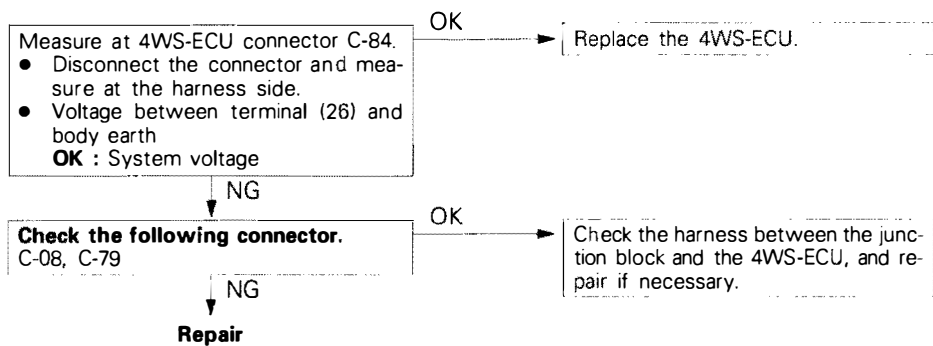 Measure at 4WS-ECU connector C-84.
● Disconnect the connector and mea-
sure at the harness side.
● Voltage between terminal (26) and
body earth
OK : System voltage
OK
Replace the 4WS-ECU.
NG
Check the following connector.
C-08, C-79
OK
Check the harness between the junc-
tion block and the 4WS-ECU, and re-
pair if necessary.
NG
Repair